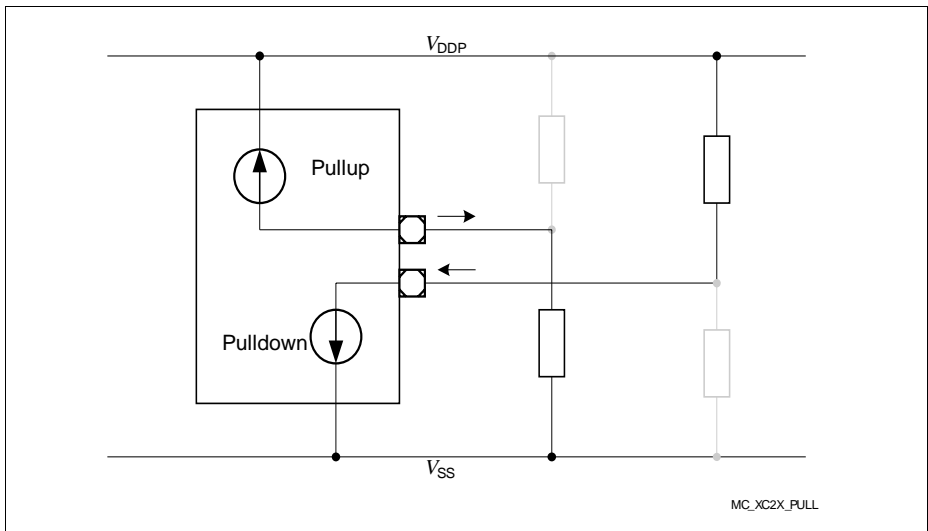 VDDP
Pullup
Pulldown
VSS
MC_XC2X_PULL